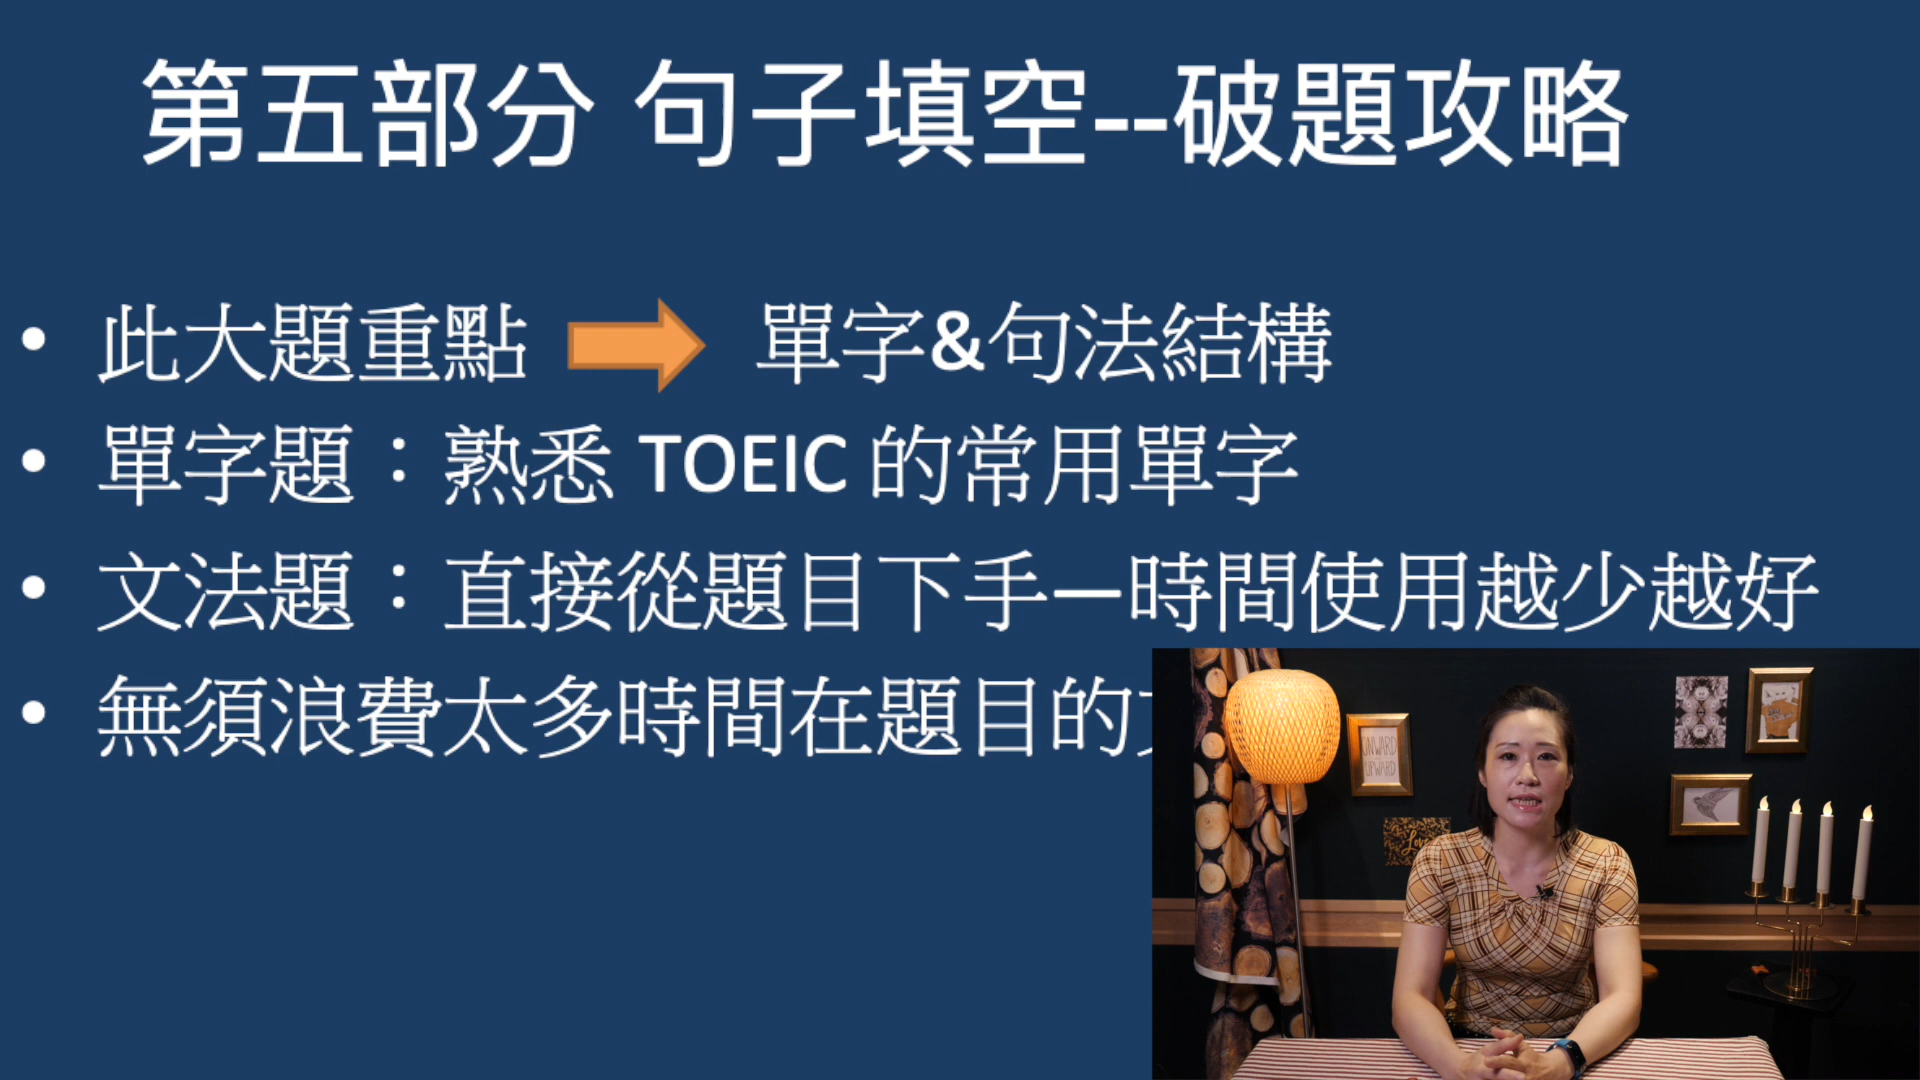 第五部分 句子填空--破題攻略
• 此大題重點 單字&句法結構
• 單字題：熟悉 TOEIC 的常用單字
• 文法題：直接從題目下手—時間使用越少越好
• 無須浪費太多時間在題目的
ONWARD
UPWARD
Love